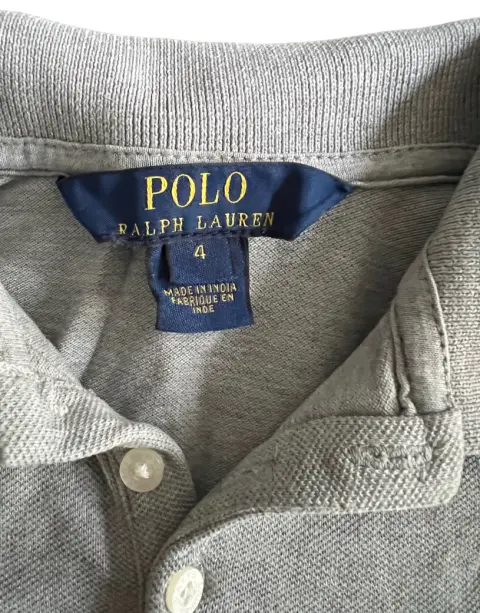 POLO
RALPH LAUREN
4
MADE IN INDIA
FABRIQUE EN
INDE